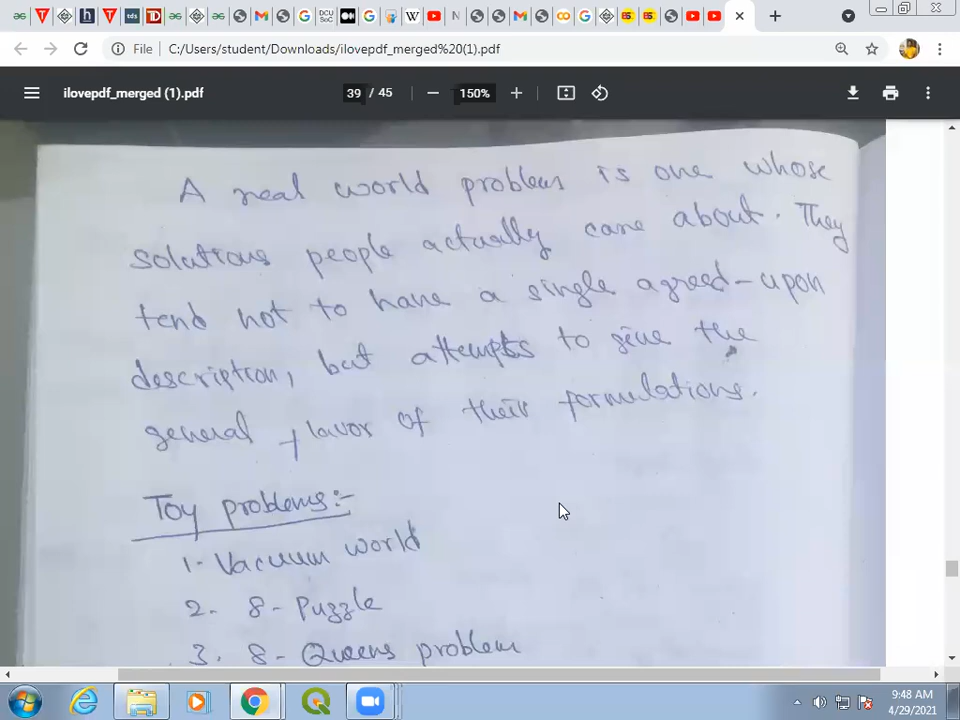 File
C:/Users/student/Downloads/ilovepdf_merged%20(1).pdf
ilovepdf_merged (1).pdf
39 / 45
150%
A real world problem is one whose
solutions people actually care about. They
tend not to have a single agreed-upon
description, but attempts to give the
general flavor of their formulations.
Toy problems:-
1. Vacuum world
2. 8-Puzzle
3. 8-Queens problem
9:48 AM
4/29/2021